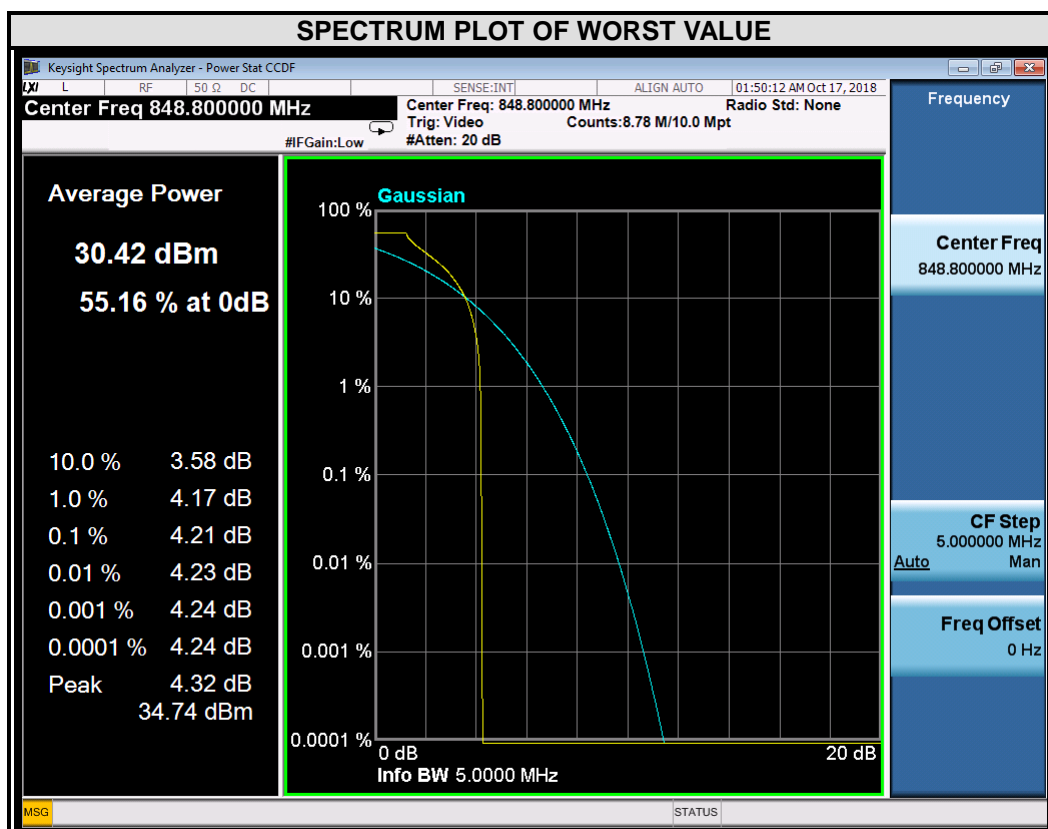 SPECTRUM PLOT OF WORST VALUE
Keysight Spectrum Analyzer - Power Stat CCDF
LXI L RF 50 Ω DC SENSE:INT ALIGN AUTO 01:50:12 AM Oct 17, 2018
Center Freq 848.800000 MHz
Center Freq: 848.800000 MHz Radio Std: None
Trig: Video Counts:8.78 M/10.0 Mpt
#IFGain:Low #Atten: 20 dB
Average Power
30.42 dBm
55.16 % at 0dB
10.0 % 3.58 dB
1.0 % 4.17 dB
0.1 % 4.21 dB
0.01 % 4.23 dB
0.001 % 4.24 dB
0.0001 % 4.24 dB
Peak 4.32 dB
34.74 dBm
Gaussian
100 %
10 %
1 %
0.1 %
0.01 %
0.001 %
0.0001 %
0 dB 20 dB
Info BW 5.0000 MHz
Frequency
Center Freq
848.800000 MHz
CF Step
5.000000 MHz
Auto Man
Freq Offset
0 Hz
MSG STATUS